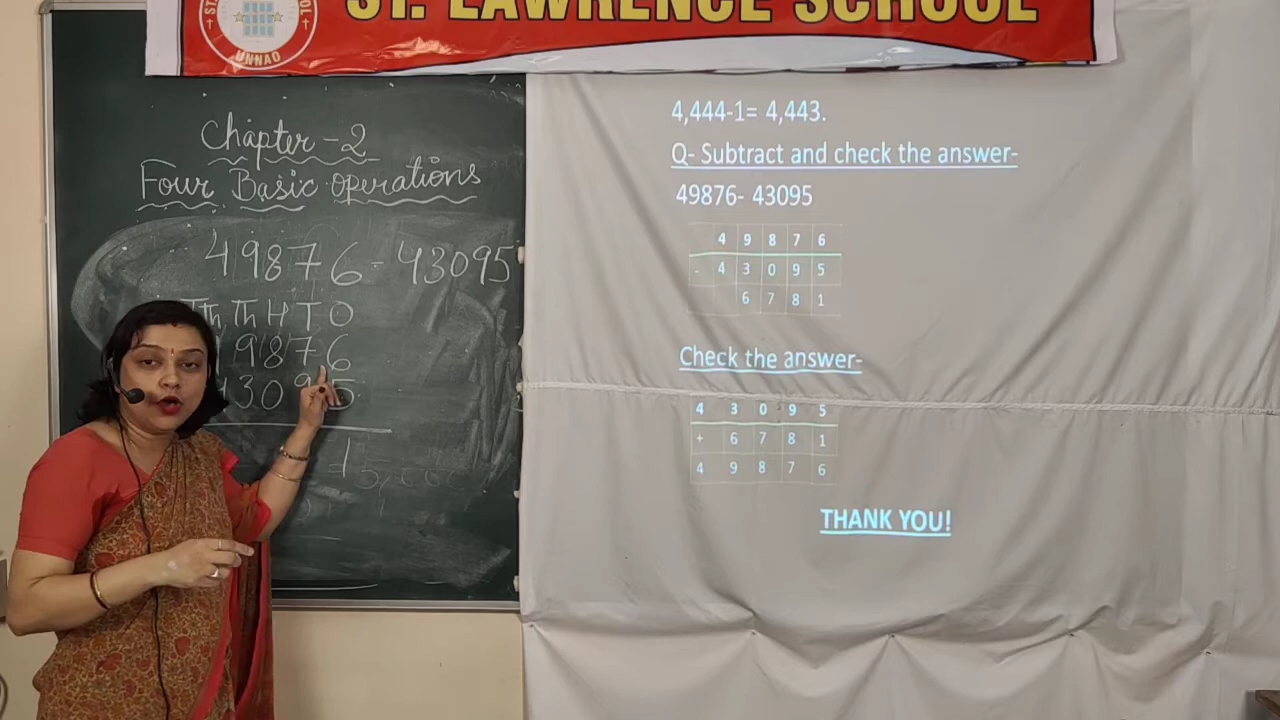 ST. LAWRENCE SCHOOL
UNNAO
Chapter-2
Four Basic operations
49876-43095
Th Th H T O
9876
43095
1
4,444-1= 4,443.
Q- Subtract and check the answer-
49876- 43095
4 9 8 7 6
- 4 3 0 9 5
6 7 8 1
Check the answer-
4 3 0 9 5
+ 6 7 8 1
4 9 8 7 6
THANK YOU!